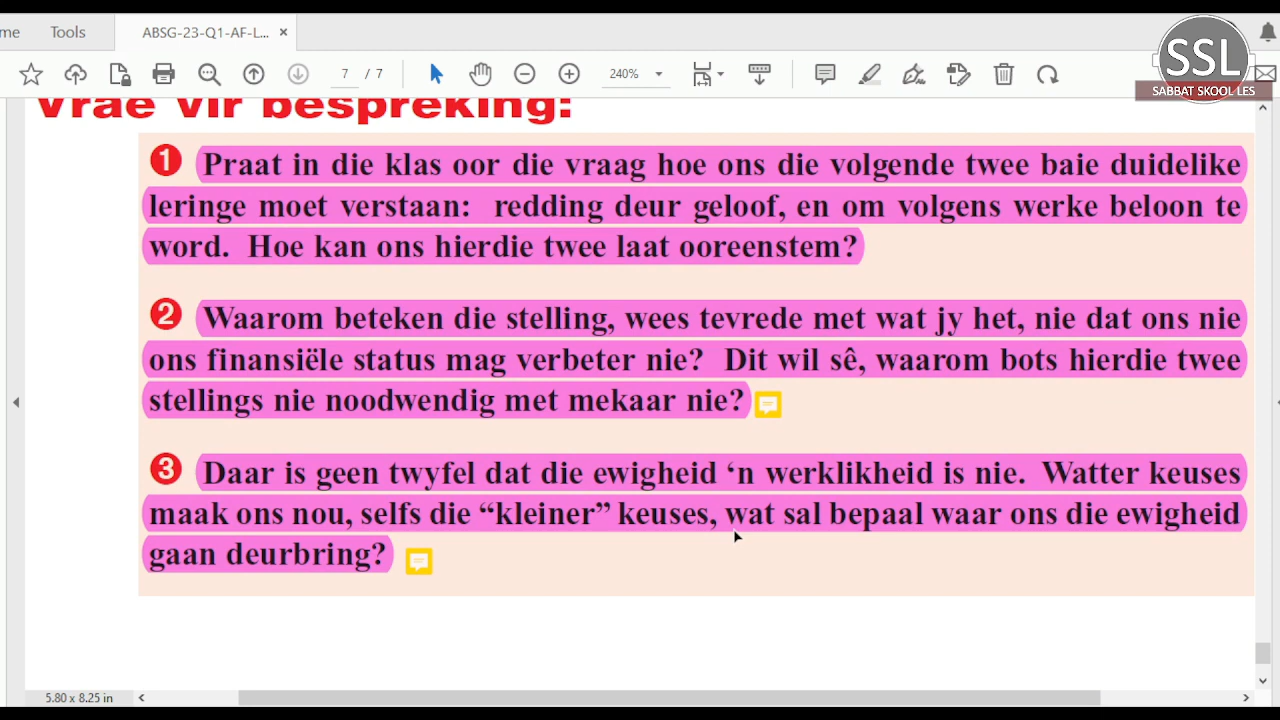 me Tools ABSG-23-Q1-AF-L... ×
SSL
SABBAT SKOOL LES
7 / 7 240%
Vrae vir bespreking:
1 Praat in die klas oor die vraag hoe ons die volgende twee baie duidelike
leringe moet verstaan: redding deur geloof, en om volgens werke beloon te
word. Hoe kan ons hierdie twee laat ooreenstem?
2 Waarom beteken die stelling, wees tevrede met wat jy het, nie dat ons nie
ons finansiële status mag verbeter nie? Dit wil sê, waarom bots hierdie twee
stellings nie noodwendig met mekaar nie?
3 Daar is geen twyfel dat die ewigheid ‘n werklikheid is nie. Watter keuses
maak ons nou, selfs die “kleiner” keuses, wat sal bepaal waar ons die ewigheid
gaan deurbring?
5.80 x 8.25 in